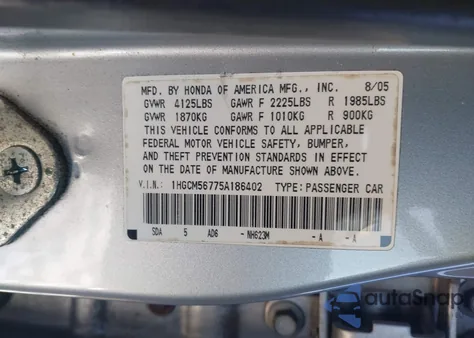 MFD. BY HONDA OF AMERICA MFG., INC. 8/05
GVWR 4125LBS GAWR F 2225LBS R 1985LBS
GVWR 1870KG GAWR F 1010KG R 900KG
THIS VEHICLE CONFORMS TO ALL APPLICABLE
FEDERAL MOTOR VEHICLE SAFETY, BUMPER,
AND THEFT PREVENTION STANDARDS IN EFFECT
ON THE DATE OF MANUFACTURE SHOWN ABOVE.
V.I.N.: 1HGCM56775A186402 TYPE: PASSENGER CAR
SDA 5 AD6 -NH623M -A -A
autoSnap